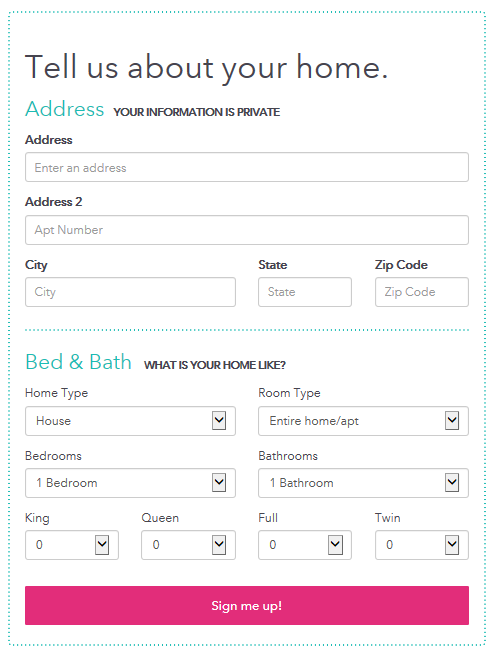 Tell us about your home.
Address YOUR INFORMATION IS PRIVATE
Address
Enter an address
Address 2
Apt Number
City State Zip Code
City State Zip Code
Bed & Bath WHAT IS YOUR HOME LIKE?
Home Type Room Type
House Entire home/apt
Bedrooms Bathrooms
1 Bedroom 1 Bathroom
King Queen Full Twin
0 0 0 0
Sign me up!